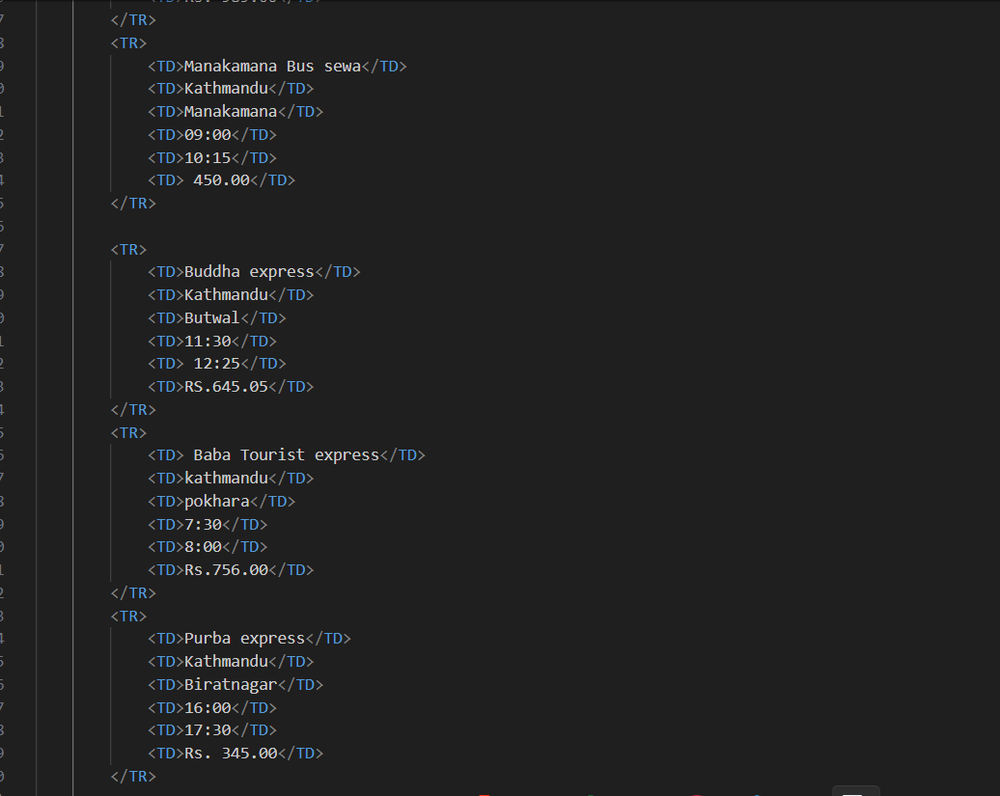 </TR>
<TR>
<TD>Manakamana Bus sewa</TD>
<TD>Kathmandu</TD>
<TD>Manakamana</TD>
<TD>09:00</TD>
<TD>10:15</TD>
<TD> 450.00</TD>
</TR>
<TR>
<TD>Buddha express</TD>
<TD>Kathmandu</TD>
<TD>Butwal</TD>
<TD>11:30</TD>
<TD> 12:25</TD>
<TD>RS.645.05</TD>
</TR>
<TR>
<TD> Baba Tourist express</TD>
<TD>kathmandu</TD>
<TD>pokhara</TD>
<TD>7:30</TD>
<TD>8:00</TD>
<TD>Rs.756.00</TD>
</TR>
<TR>
<TD>Purba express</TD>
<TD>Kathmandu</TD>
<TD>Biratnagar</TD>
<TD>16:00</TD>
<TD>17:30</TD>
<TD>Rs. 345.00</TD>
</TR>